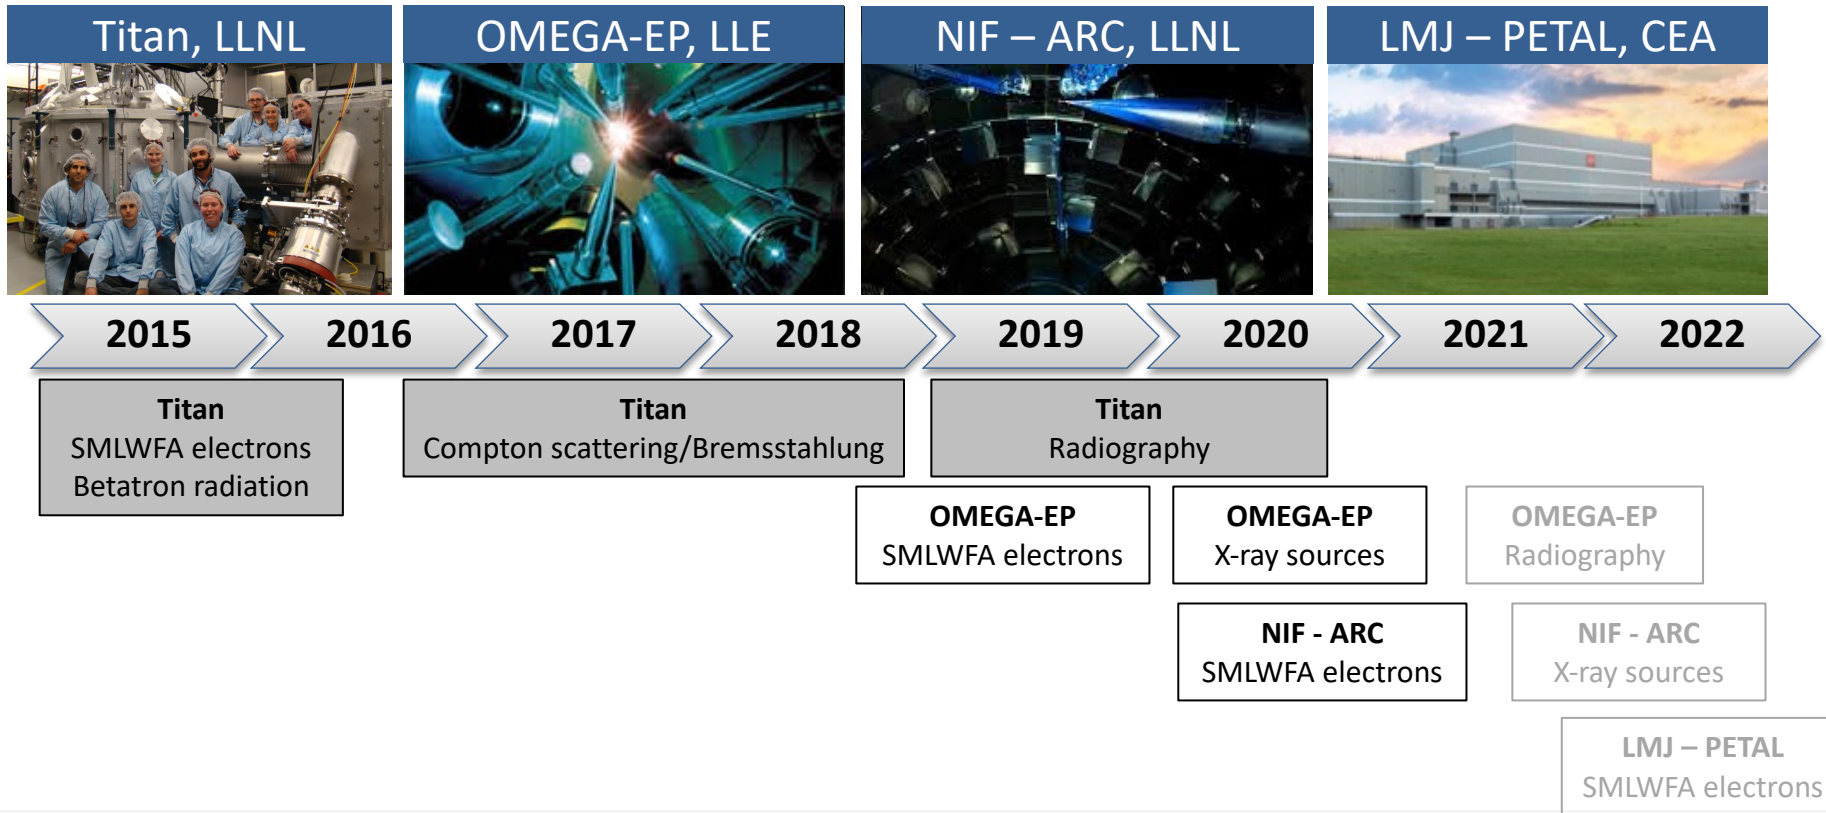 Titan, LLNL
OMEGA-EP, LLE
NIF – ARC, LLNL
LMJ – PETAL, CEA
2015
2016
2017
2018
2019
2020
2021
2022
Titan
SMLWFA electrons
Betatron radiation
Titan
Compton scattering/Bremsstahlung
Titan
Radiography
OMEGA-EP
SMLWFA electrons
OMEGA-EP
X-ray sources
OMEGA-EP
Radiography
NIF - ARC
SMLWFA electrons
NIF - ARC
X-ray sources
LMJ – PETAL
SMLWFA electrons